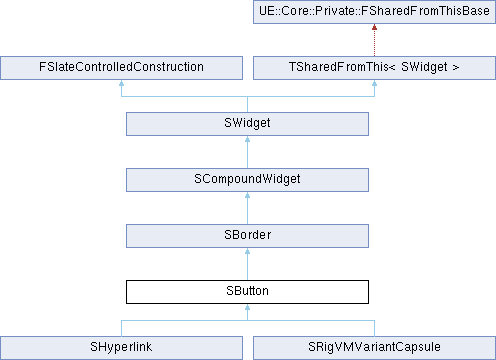 UE::Core::Private::FSharedFromThisBase
FSlateControlledConstruction
TSharedFromThis< SWidget >
SWidget
SCompoundWidget
SBorder
SButton
SHyperlink
SRigVMVariantCapsule